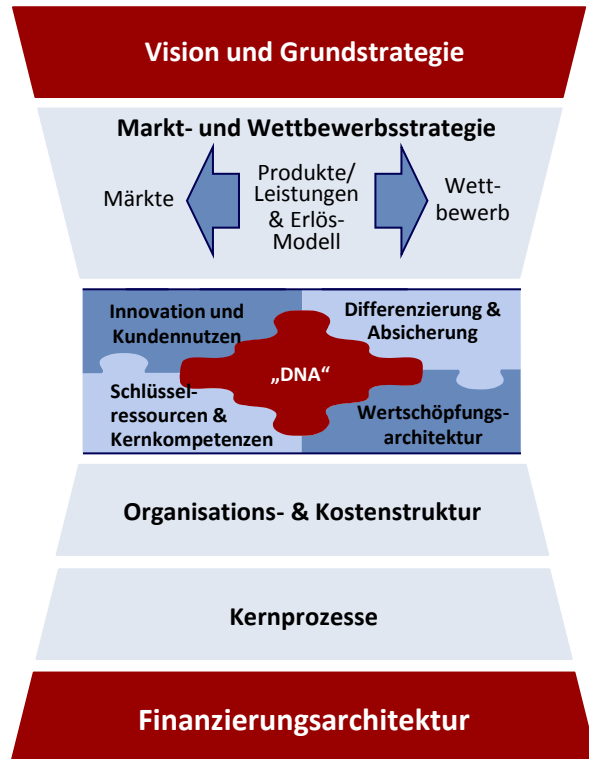 Vision und Grundstrategie
Markt- und Wettbewerbsstrategie
Märkte
Produkte/
Leistungen
& Erlös-
Modell
Wett-
bewerb
Innovation und
Kundennutzen
Differenzierung &
Absicherung
„DNA“
Schlüssel-
ressourcen &
Kernkompetenzen
Wertschöpfungs-
architektur
Organisations- & Kostenstruktur
Kernprozesse
Finanzierungsarchitektur